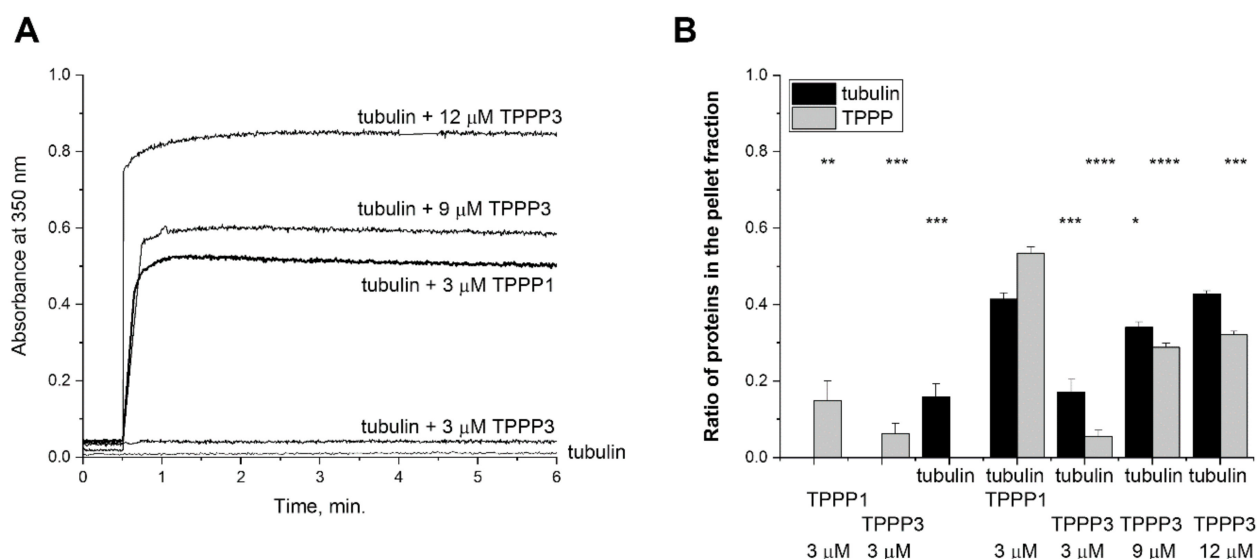 A
Absorbance at 350 nm
1.0
0.8
0.6
0.4
0.2
0.0
tubulin + 12 μM TPPP3
tubulin + 9 μM TPPP3
tubulin + 3 μM TPPP1
tubulin + 3 μM TPPP3
tubulin
0 1 2 3 4 5 6
Time, min.
B
Ratio of proteins in the pellet fraction
1.0
0.8
0.6
0.4
0.2
0.0
tubulin
TPPP
** *** **** **** ***
*** *** *
tubulin tubulin tubulin tubulin tubulin
TPPP1 TPPP1
TPPP3 TPPP3 TPPP3 TPPP3
3 μM 3 μM 3 μM 3 μM 9 μM 12 μM